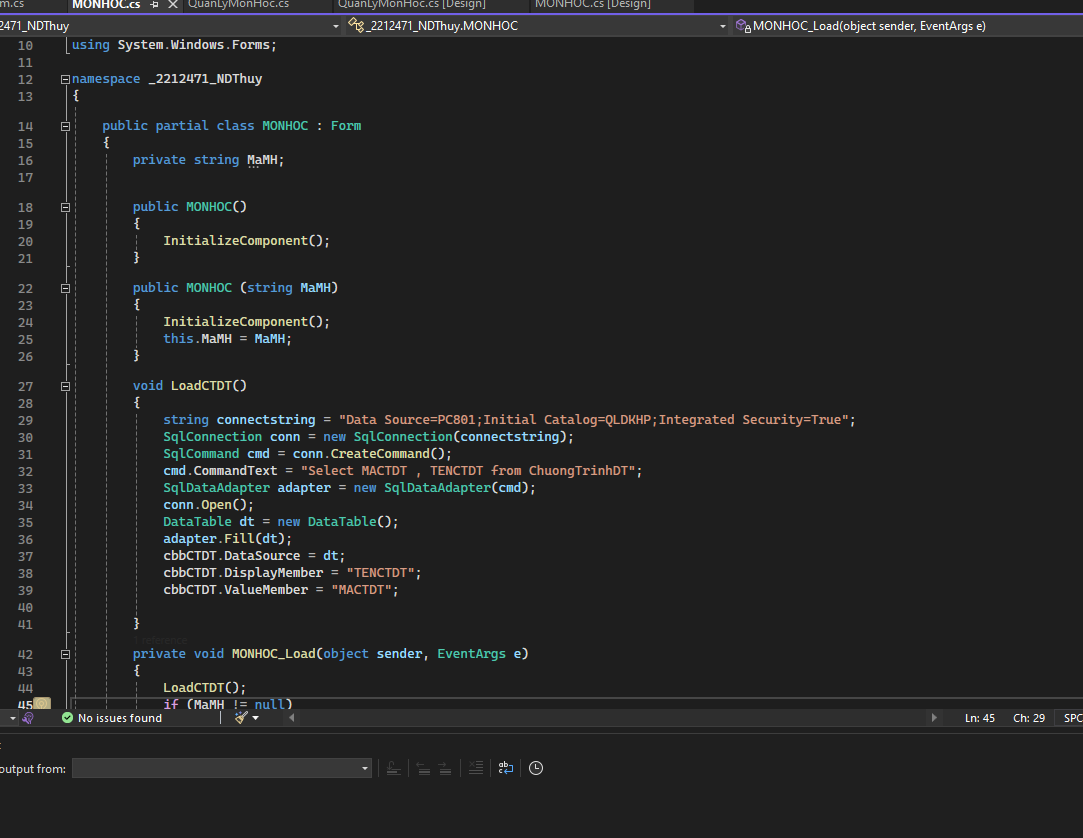 m.cs MONHOC.cs QuanLyMonHoc.cs QuanLyMonHoc.cs [Design] MONHOC.cs [Design]
2471_NDThuy _2212471_NDThuy.MONHOC MONHOC_Load(object sender, EventArgs e)
10 using System.Windows.Forms;
11
12 namespace _2212471_NDThuy
13 {
14 public partial class MONHOC : Form
15 {
16 private string MaMH;
17
18 public MONHOC()
19 {
20 InitializeComponent();
21 }
22 public MONHOC (string MaMH)
23 {
24 InitializeComponent();
25 this.MaMH = MaMH;
26 }
27 void LoadCTDT()
28 {
29 string connectstring = "Data Source=PC801;Initial Catalog=QLDKHP;Integrated Security=True";
30 SqlConnection conn = new SqlConnection(connectstring);
31 SqlCommand cmd = conn.CreateCommand();
32 cmd.CommandText = "Select MACTDT , TENCTDT from ChuongTrinhDT";
33 SqlDataAdapter adapter = new SqlDataAdapter(cmd);
34 conn.Open();
35 DataTable dt = new DataTable();
36 adapter.Fill(dt);
37 cbbCTDT.DataSource = dt;
38 cbbCTDT.DisplayMember = "TENCTDT";
39 cbbCTDT.ValueMember = "MACTDT";
40
41 }
1 reference
42 private void MONHOC_Load(object sender, EventArgs e)
43 {
44 LoadCTDT();
45 if (MaMH != null)
No issues found Ln: 45 Ch: 29 SPC
output from: